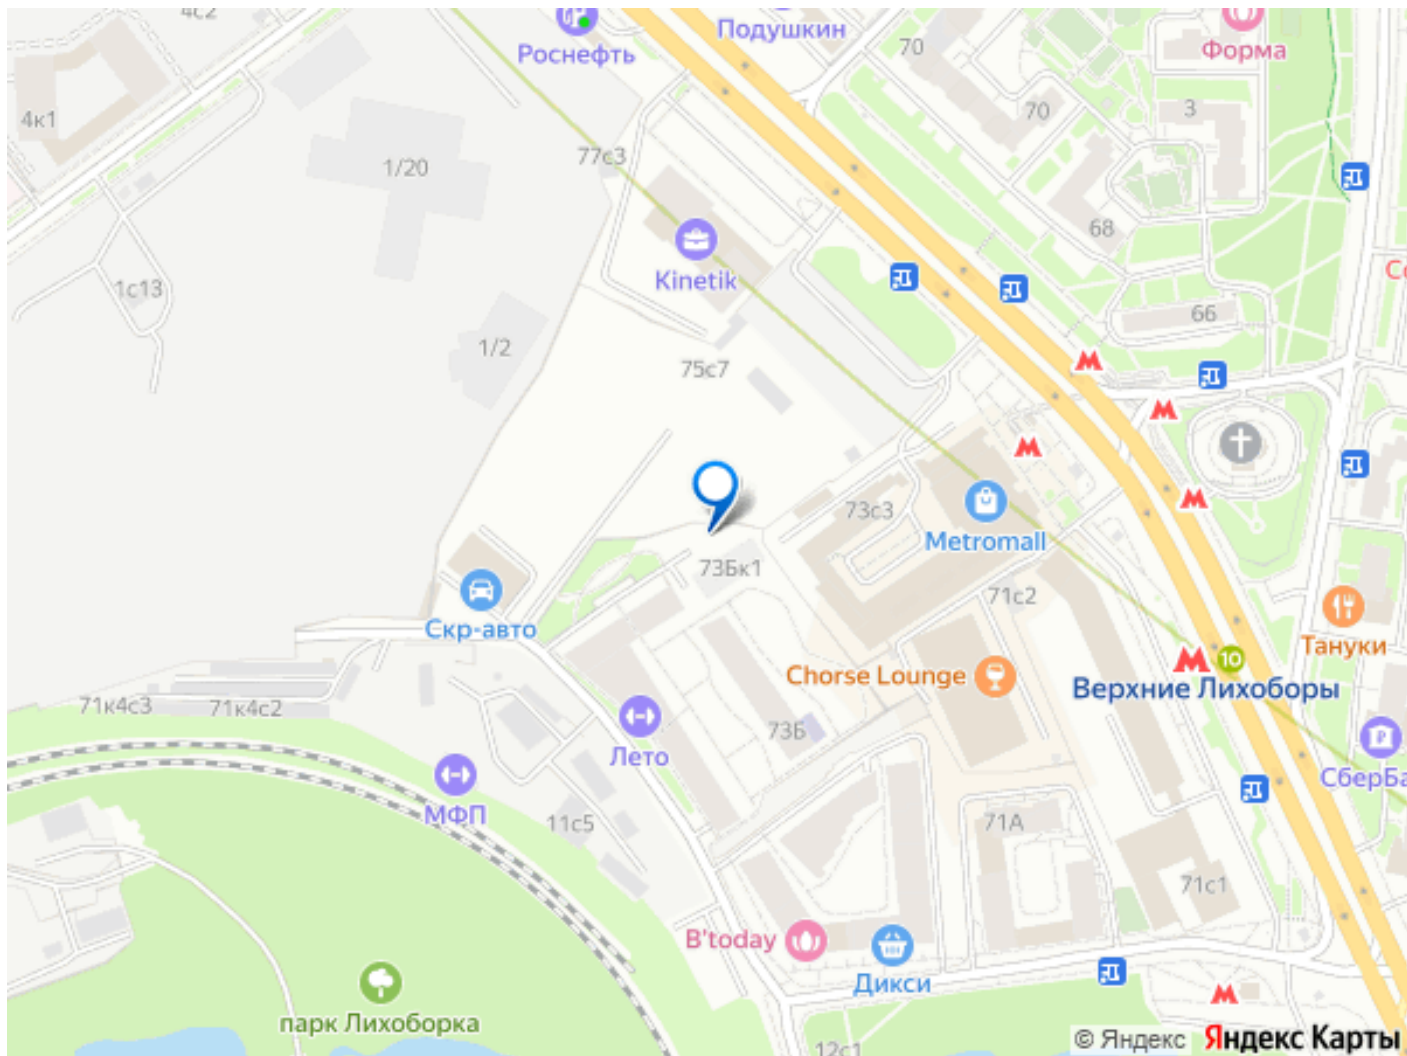 4с2
Подушкин
Роснефть
Форма
70
4к1
70
3
77с3
1/20
68
Kinetik
1с13
66
1/2
75с7
М
М
М
М
73с3
Metromall
73Бк1
71с2
Скр-авто
Тануки
10
М
Chorse Lounge
Верхние Лихоборы
71к4с3
71к4с2
73Б
Лето
СберБа
МФП
11с5
71А
71с1
B'today
Дикси
М
парк Лихоборка
12с1
© Яндекс Яндекс Карты